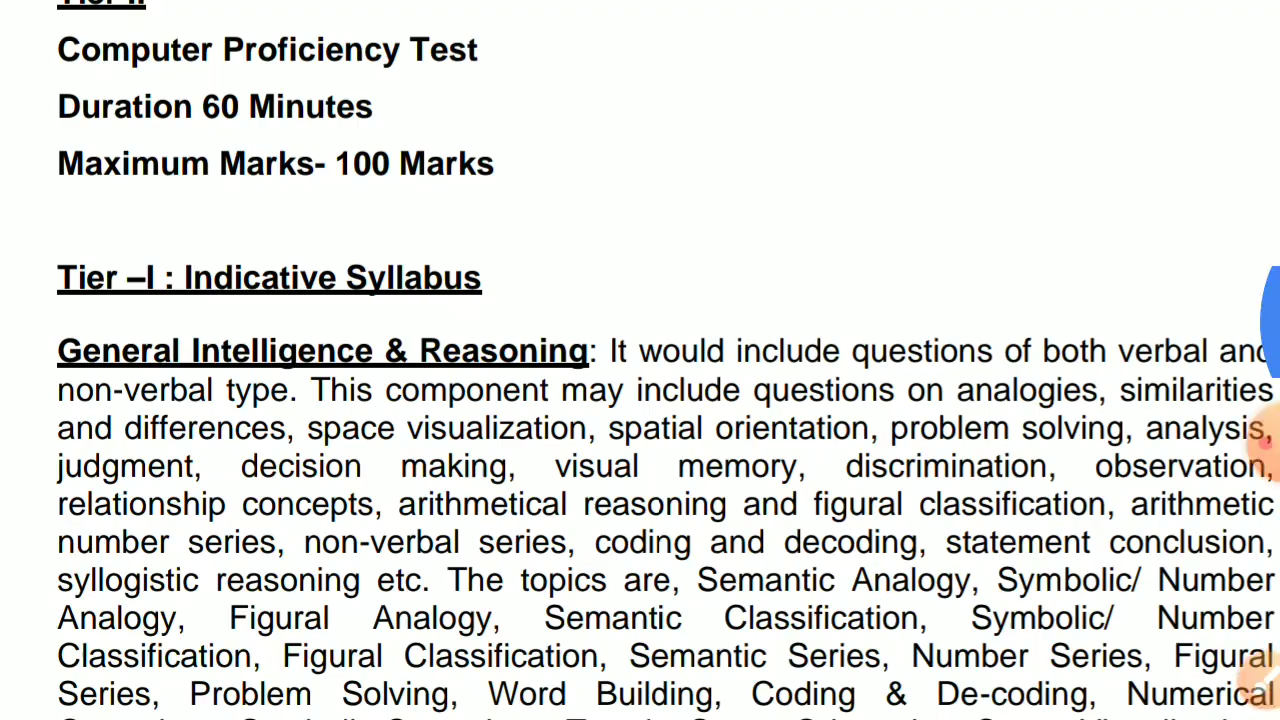 Tier-II
Computer Proficiency Test
Duration 60 Minutes
Maximum Marks- 100 Marks
Tier –I : Indicative Syllabus
General Intelligence & Reasoning: It would include questions of both verbal and
non-verbal type. This component may include questions on analogies, similarities
and differences, space visualization, spatial orientation, problem solving, analysis,
judgment, decision making, visual memory, discrimination, observation,
relationship concepts, arithmetical reasoning and figural classification, arithmetic
number series, non-verbal series, coding and decoding, statement conclusion,
syllogistic reasoning etc. The topics are, Semantic Analogy, Symbolic/ Number
Analogy, Figural Analogy, Semantic Classification, Symbolic/ Number
Classification, Figural Classification, Semantic Series, Number Series, Figural
Series, Problem Solving, Word Building, Coding & De-coding, Numerical